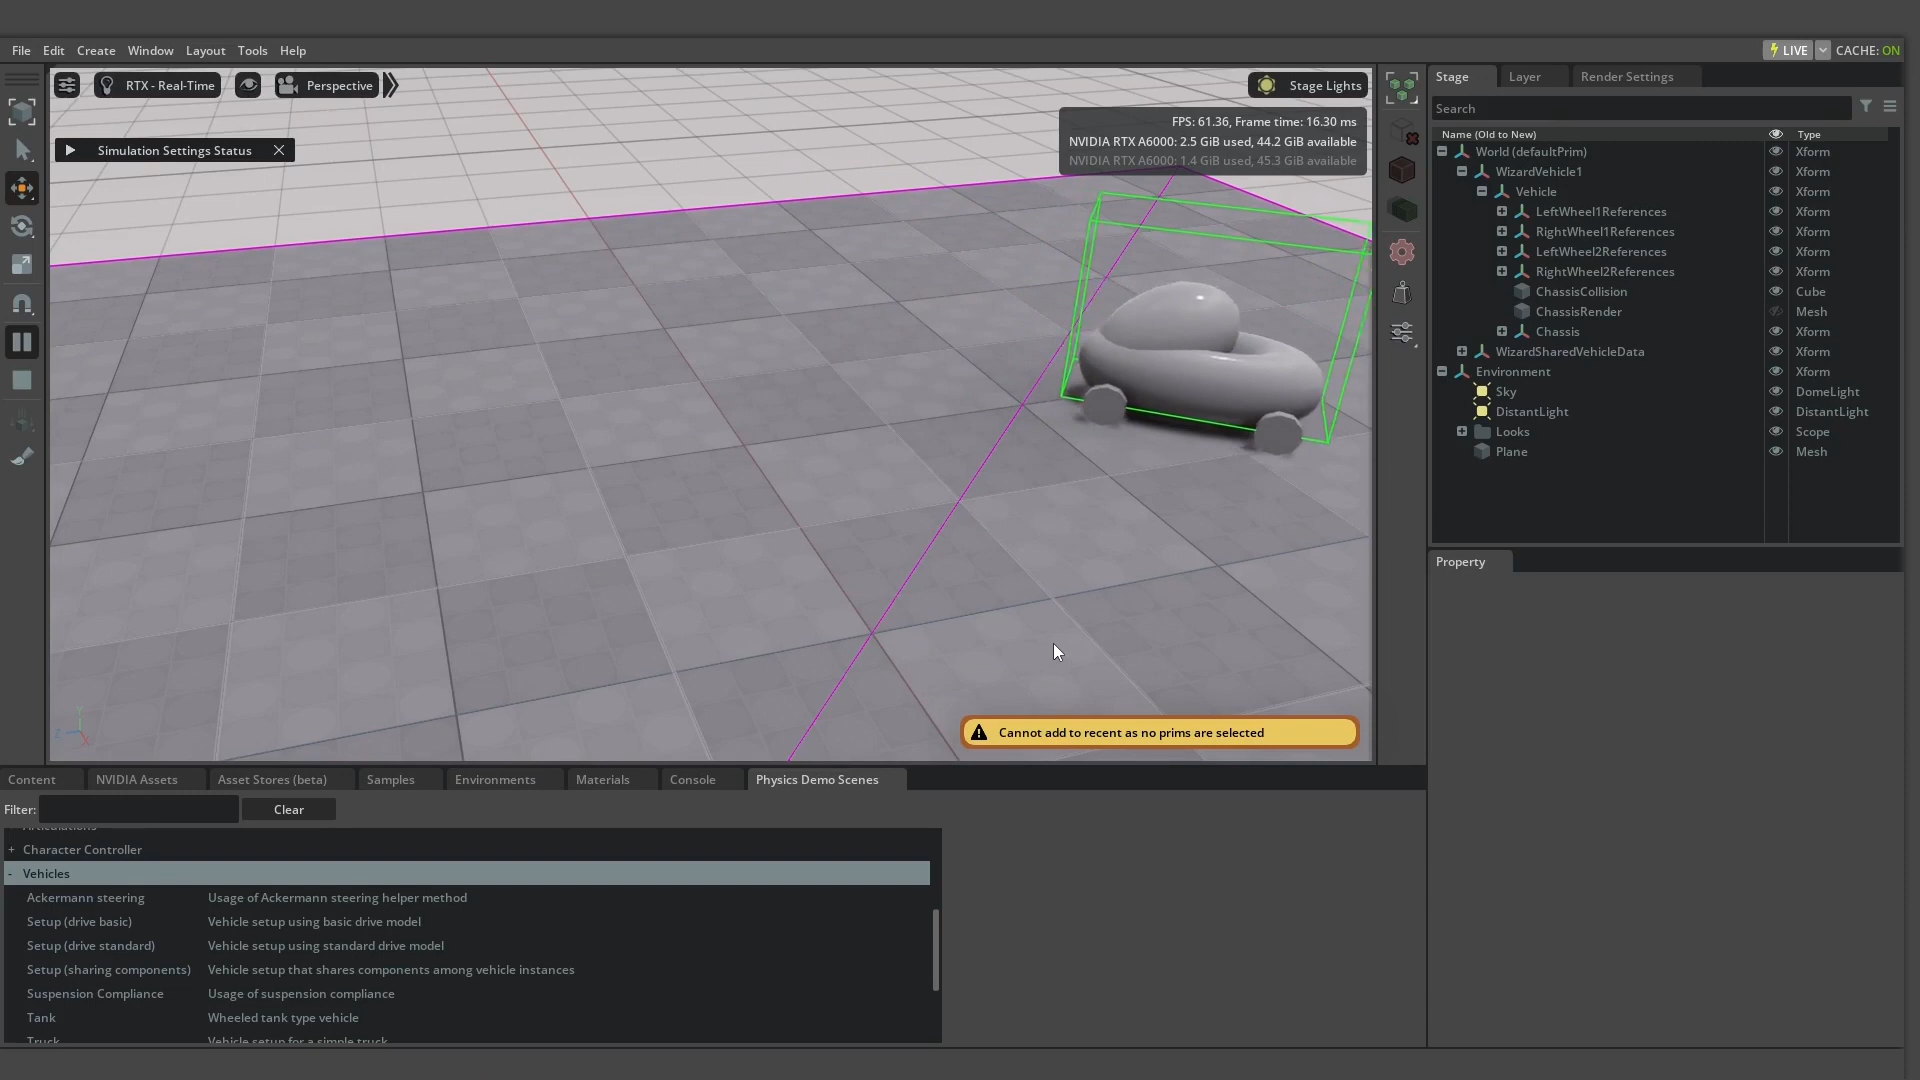 File Edit Create Window Layout Tools Help
LIVE CACHE: ON
RTX - Real-Time Perspective Stage Lights
Simulation Settings Status
FPS: 61.36, Frame time: 16.30 ms
NVIDIA RTX A6000: 2.5 GiB used, 44.2 GiB available
NVIDIA RTX A6000: 1.4 GiB used, 45.3 GiB available
Y
Z
X
Cannot add to recent as no prims are selected
Stage Layer Render Settings
Search
Name (Old to New) Type
World (defaultPrim) Xform
WizardVehicle1 Xform
Vehicle Xform
LeftWheel1References Xform
RightWheel1References Xform
LeftWheel2References Xform
RightWheel2References Xform
ChassisCollision Cube
ChassisRender Mesh
Chassis Xform
WizardSharedVehicleData Xform
Environment Xform
Sky DomeLight
DistantLight DistantLight
Looks Scope
Plane Mesh
Property
Content NVIDIA Assets Asset Stores (beta) Samples Environments Materials Console Physics Demo Scenes
Filter: Clear
Articulations
+ Character Controller
- Vehicles
Ackermann steering Usage of Ackermann steering helper method
Setup (drive basic) Vehicle setup using basic drive model
Setup (drive standard) Vehicle setup using standard drive model
Setup (sharing components) Vehicle setup that shares components among vehicle instances
Suspension Compliance Usage of suspension compliance
Tank Wheeled tank type vehicle
Truck Vehicle setup for a simple truck